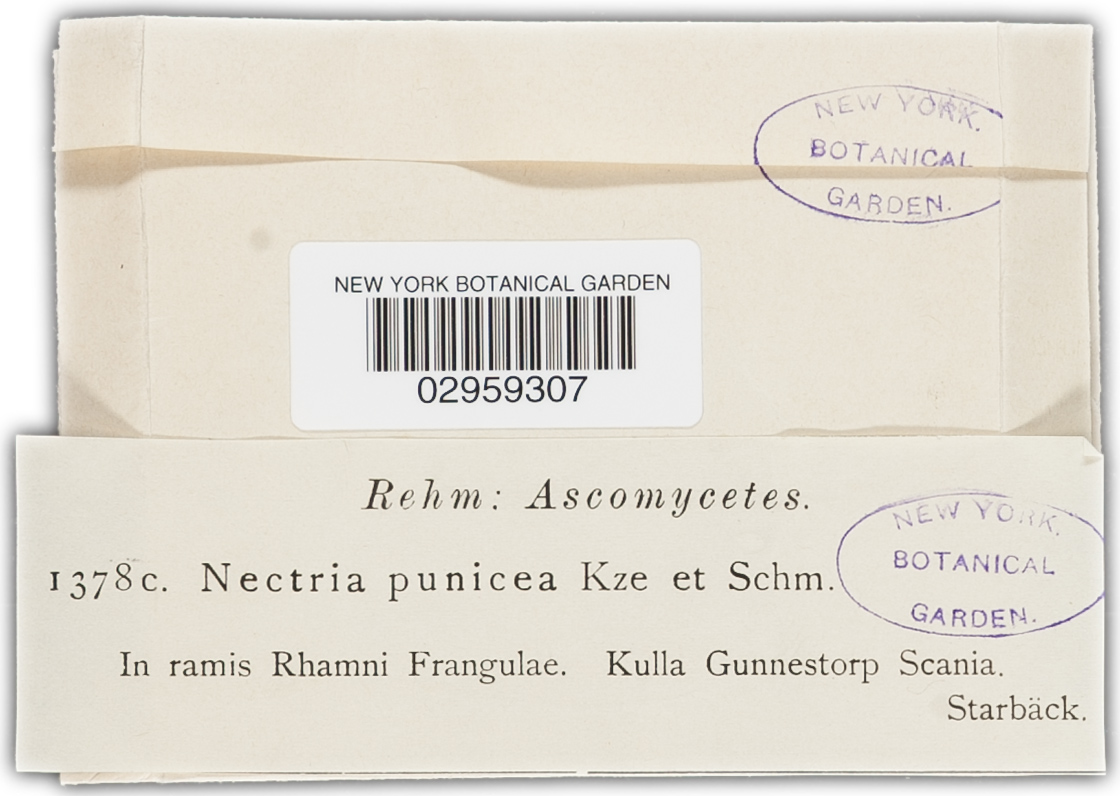 NEW YORK.
BOTANICAL
GARDEN.
NEW YORK BOTANICAL GARDEN
02959307
Rehm: Ascomycetes.
NEW YORK.
BOTANICAL
GARDEN.
1378c. Nectria punicea Kze et Schm.
In ramis Rhamni Frangulae. Kulla Gunnestorp Scania.
Starbäck.